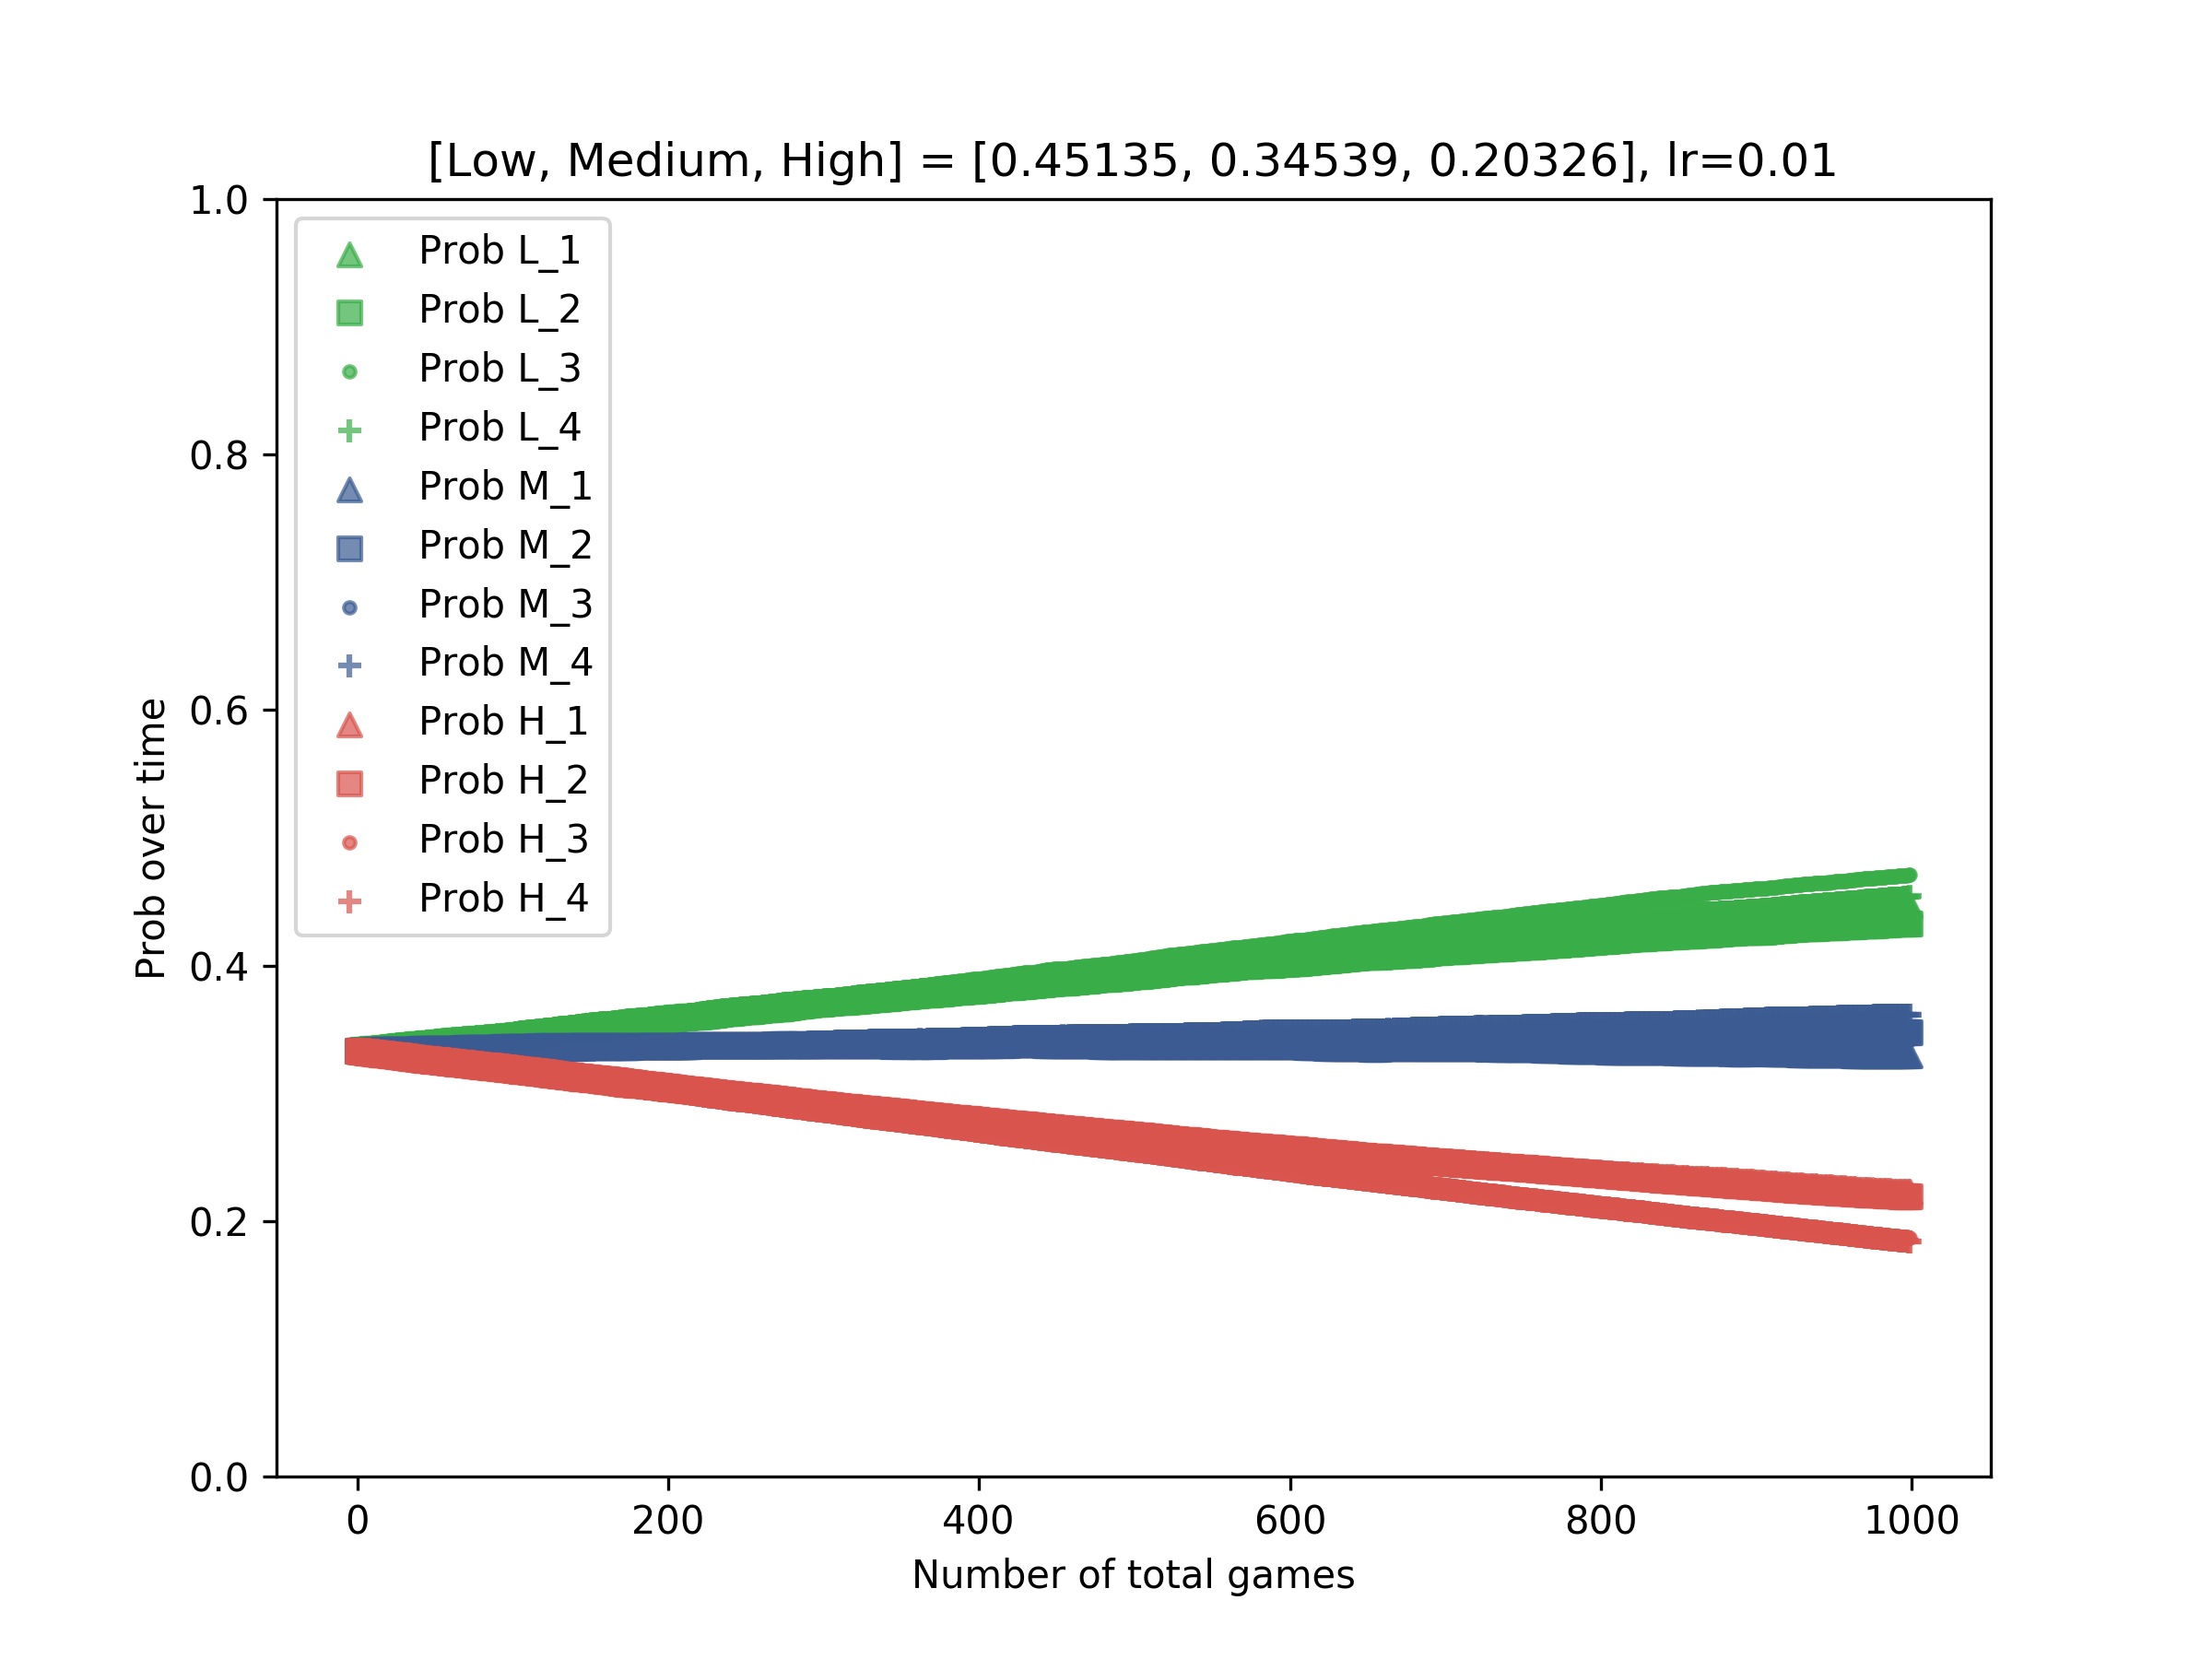 [Low, Medium, High] = [0.45135, 0.34539, 0.20326], lr=0.01
1.0
0.8
0.6
0.4
0.2
0.0
Prob over time
Prob L_1
Prob L_2
Prob L_3
Prob L_4
Prob M_1
Prob M_2
Prob M_3
Prob M_4
Prob H_1
Prob H_2
Prob H_3
Prob H_4
0 200 400 600 800 1000
Number of total games